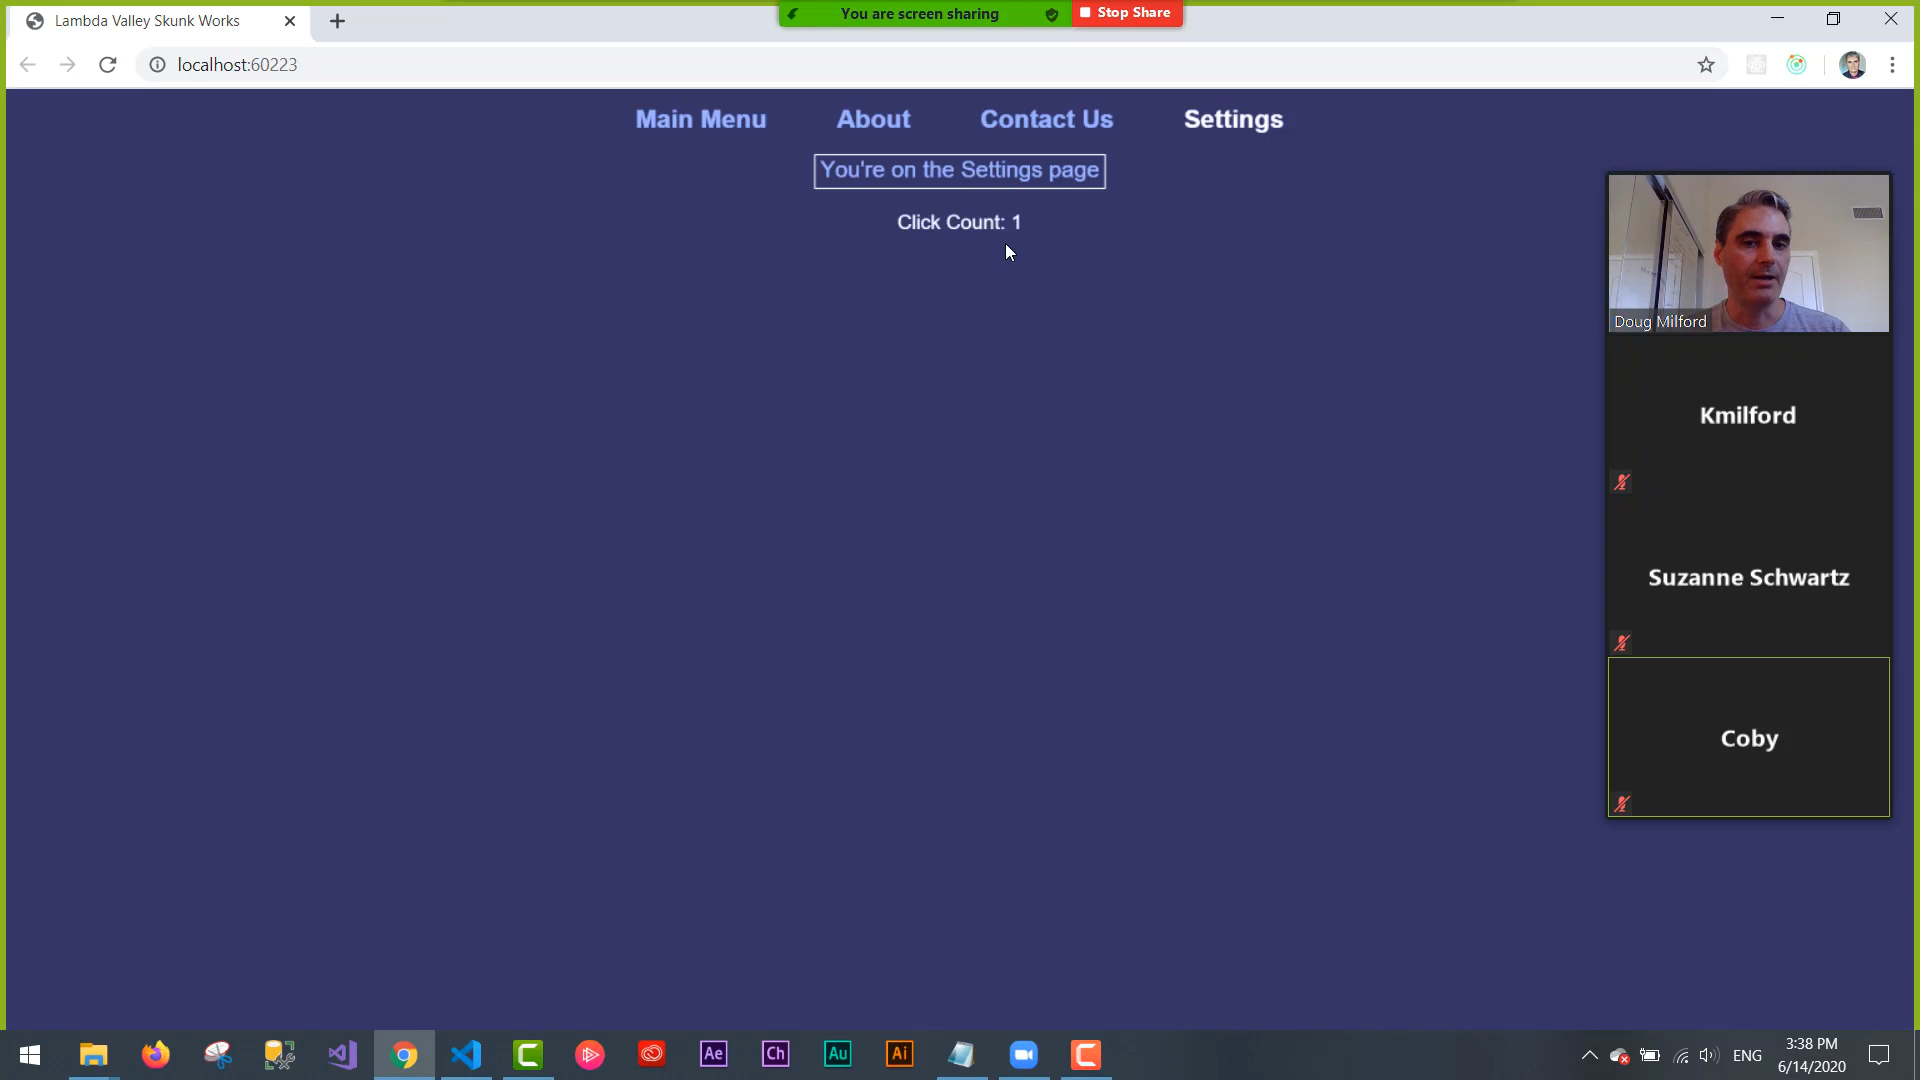 Lambda Valley Skunk Works
You are screen sharing
Stop Share
localhost:60223
Main Menu About Contact Us Settings
You're on the Settings page
Click Count: 1
Doug Milford
Kmilford
Suzanne Schwartz
Coby
Ae Ch Au Ai
ENG
3:38 PM
6/14/2020